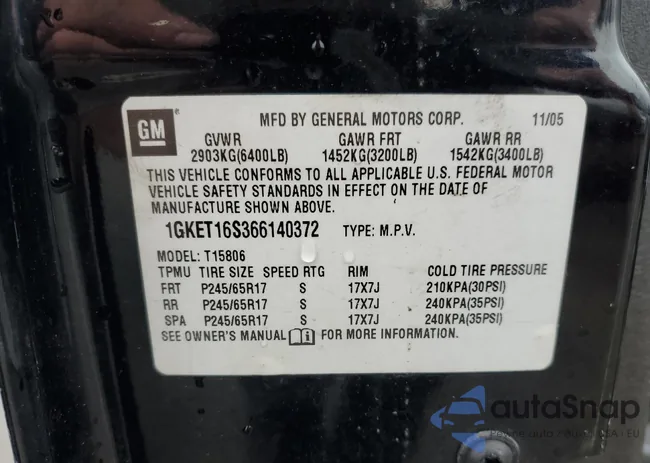 GM
MFD BY GENERAL MOTORS CORP. 11/05
GVWR GAWR FRT GAWR RR
2903KG(6400LB) 1452KG(3200LB) 1542KG(3400LB)
THIS VEHICLE CONFORMS TO ALL APPLICABLE U.S. FEDERAL MOTOR
VEHICLE SAFETY STANDARDS IN EFFECT ON THE DATE OF
MANUFACTURE SHOWN ABOVE.
1GKET16S366140372 TYPE: M.P.V.
MODEL: T15806
TPMU TIRE SIZE SPEED RTG RIM COLD TIRE PRESSURE
FRT P245/65R17 S 17X7J 210KPA(30PSI)
RR P245/65R17 S 17X7J 240KPA(35PSI)
SPA P245/65R17 S 17X7J 240KPA(35PSI)
SEE OWNER'S MANUAL FOR MORE INFORMATION.
autoSnap